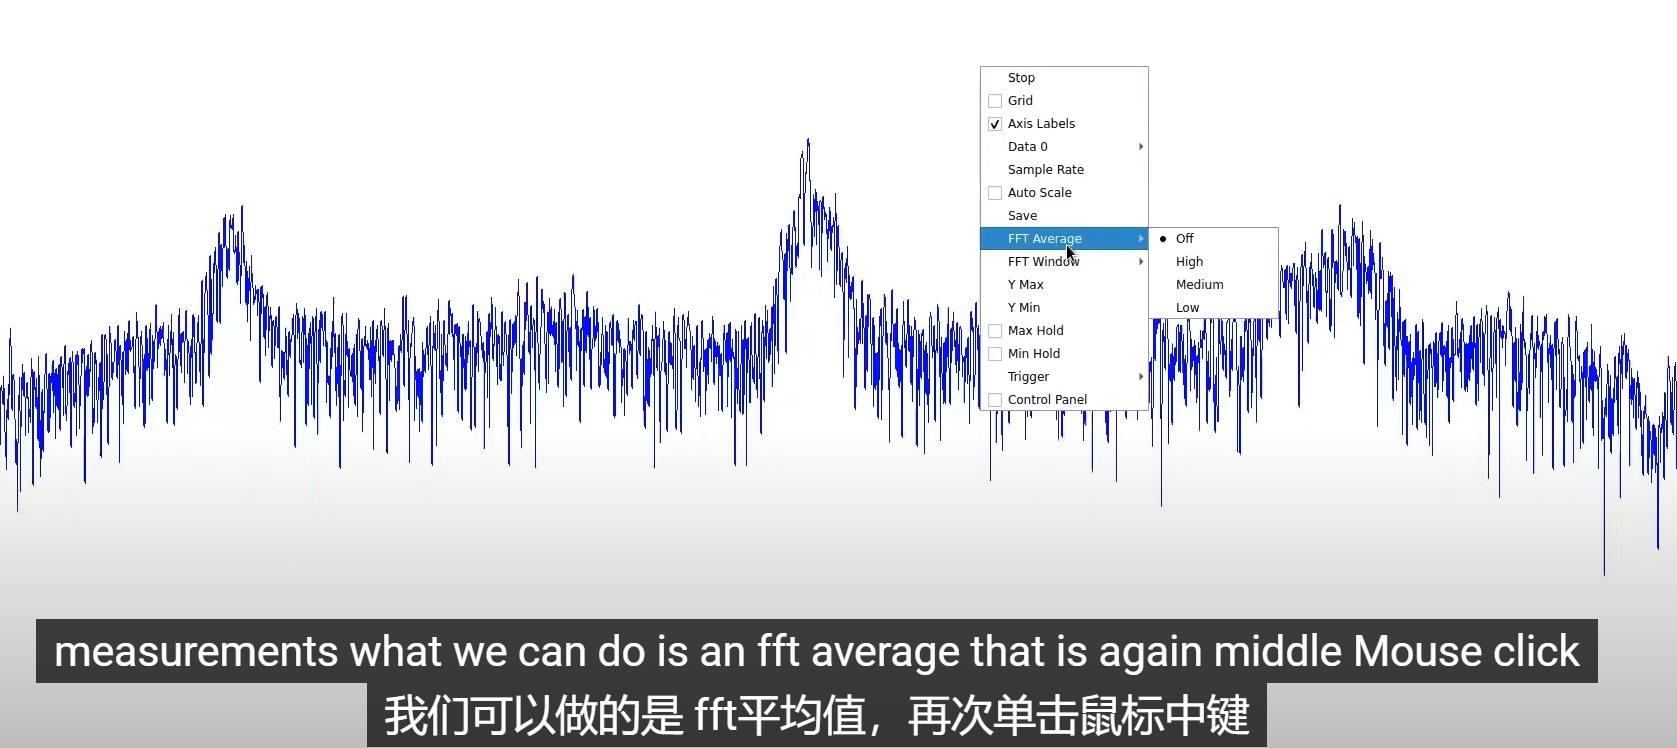 Stop
Grid
Axis Labels
Data 0
Sample Rate
Auto Scale
Save
FFT Average
FFT Window
Y Max
Y Min
Max Hold
Min Hold
Trigger
Control Panel
Off
High
Medium
Low
measurements what we can do is an fft average that is again middle Mouse click
我们可以做的是 fft平均值，再次单击鼠标中键